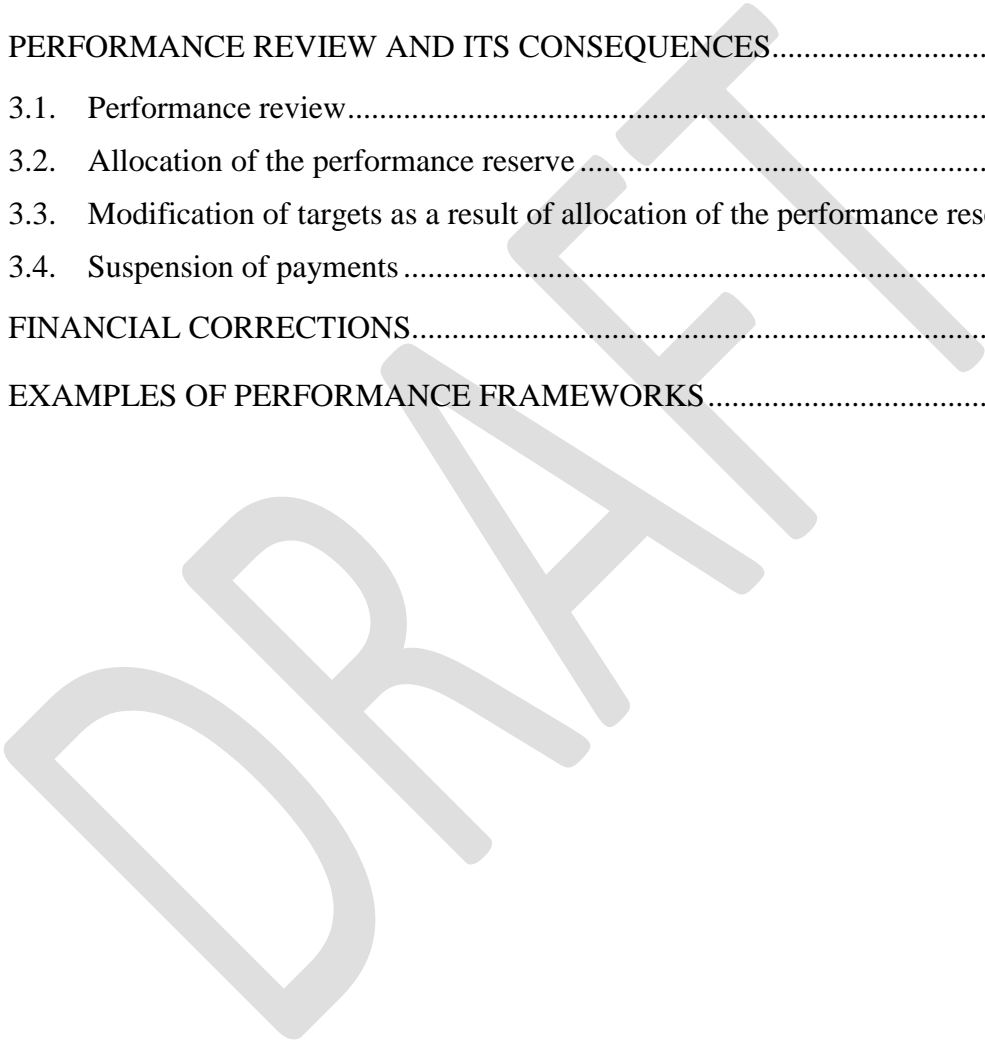 PERFORMANCE REVIEW AND ITS CONSEQUENCES
3.1. Performance review
3.2. Allocation of the performance reserve
3.3. Modification of targets as a result of allocation of the performance
3.4. Suspension of payments
FINANCIAL CORRECTIONS
EXAMPLES OF PERFORMANCE FRAMEWORKS
DRAFT